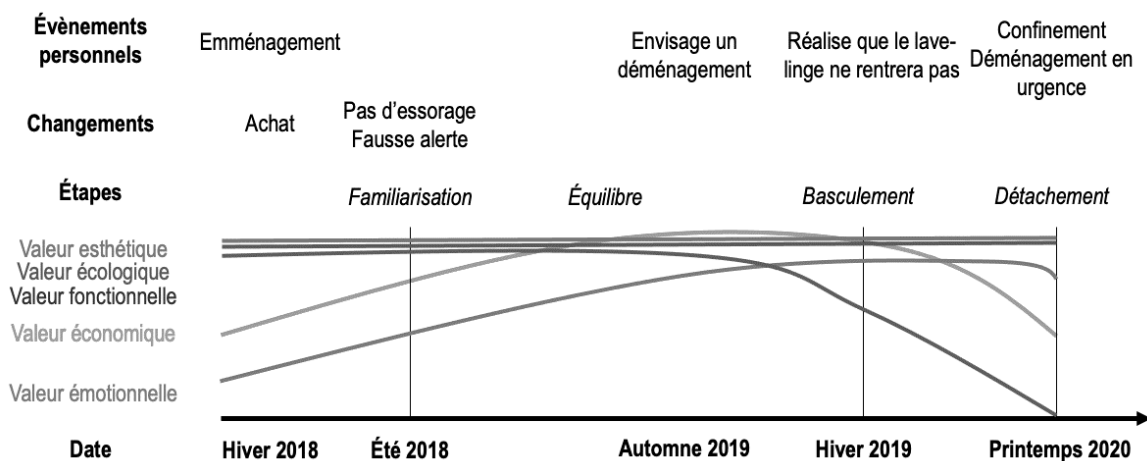 Évènements
personnels
Emménagement
Envisage un
déménagement
Réalise que le lave-
linge ne rentrera pas
Confinement
Déménagement en
urgence
Changements
Achat
Pas d'essorage
Fausse alerte
Étapes
Familiarisation
Équilibre
Basculement
Détachement
Valeur esthétique
Valeur écologique
Valeur fonctionnelle
Valeur économique
Valeur émotionnelle
Date
Hiver 2018
Été 2018
Automne 2019
Hiver 2019
Printemps 2020